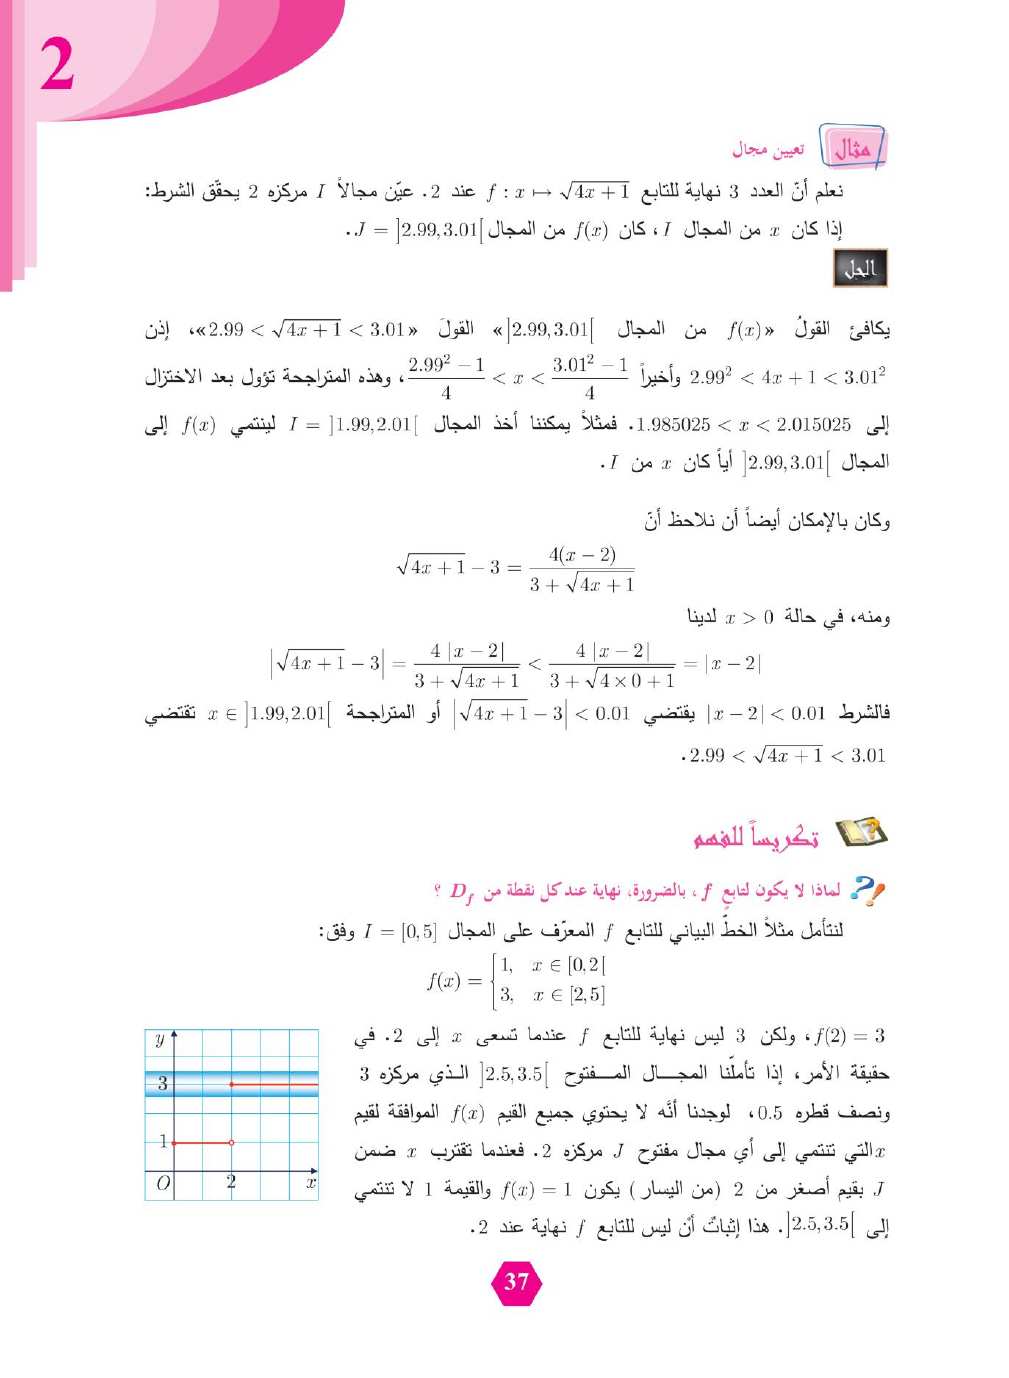 2
مثال تعيين مجال
نعلم أنّ العدد 3 نهاية للتابع f : x ↦ √(4x + 1) عند 2. عيّن مجالاً I مركزه 2 يحقّق الشرط:
إذا كان x من المجال I، كان f(x) من المجال J = ]2.99, 3.01[.
الحل
يكافئ القولُ «f(x) من المجال ]2.99, 3.01[» القولَ «2.99 < √(4x + 1) < 3.01»، إذن
2.99² < 4x + 1 < 3.01² وأخيراً (2.99² − 1)/4 < x < (3.01² − 1)/4، وهذه المتراجحة تؤول بعد الاختزال
إلى 1.985025 < x < 2.015025. فمثلاً يمكننا أخذ المجال I = ]1.99, 2.01[ لينتمي f(x) إلى
المجال ]2.99, 3.01[ أياً كان x من I.
وكان بالإمكان أيضاً أن نلاحظ أنّ
√(4x + 1) − 3 = 4(x − 2)/(3 + √(4x + 1))
ومنه، في حالة x > 0 لدينا
|√(4x + 1) − 3| = 4|x − 2|/(3 + √(4x + 1)) < 4|x − 2|/(3 + √(4×0 + 1)) = |x − 2|
فالشرط |x − 2| < 0.01 يقتضي |√(4x + 1) − 3| < 0.01 أو المتراجحة x ∈ ]1.99, 2.01[ تقتضي
2.99 < √(4x + 1) < 3.01.
تكريساً للفهم
لماذا لا يكون لتابعٍ f، بالضرورة، نهاية عند كل نقطة من D_f ؟
لنتأمل مثلاً الخطّ البياني للتابع f المعرّف على المجال I = [0, 5] وفق:
f(x) = { 1, x ∈ [0, 2[
3, x ∈ [2, 5]
f(2) = 3، ولكن 3 ليس نهاية للتابع f عندما تسعى x إلى 2. في
حقيقة الأمر، إذا تأملّنا المجـــال المـــفتوح ]2.5, 3.5[ الـذي مركزه 3
ونصف قطره 0.5، لوجدنا أنَّه لا يحتوي جميع القيم f(x) الموافقة لقيم
x التي تنتمي إلى أي مجال مفتوح J مركزه 2. فعندما تقترب x ضمن
J بقيم أصغر من 2 (من اليسار) يكون f(x) = 1 والقيمة 1 لا تنتمي
إلى ]2.5, 3.5[. هذا إثباتٌ أنْ ليس للتابع f نهاية عند 2.
y
3
1
O 2 x
37